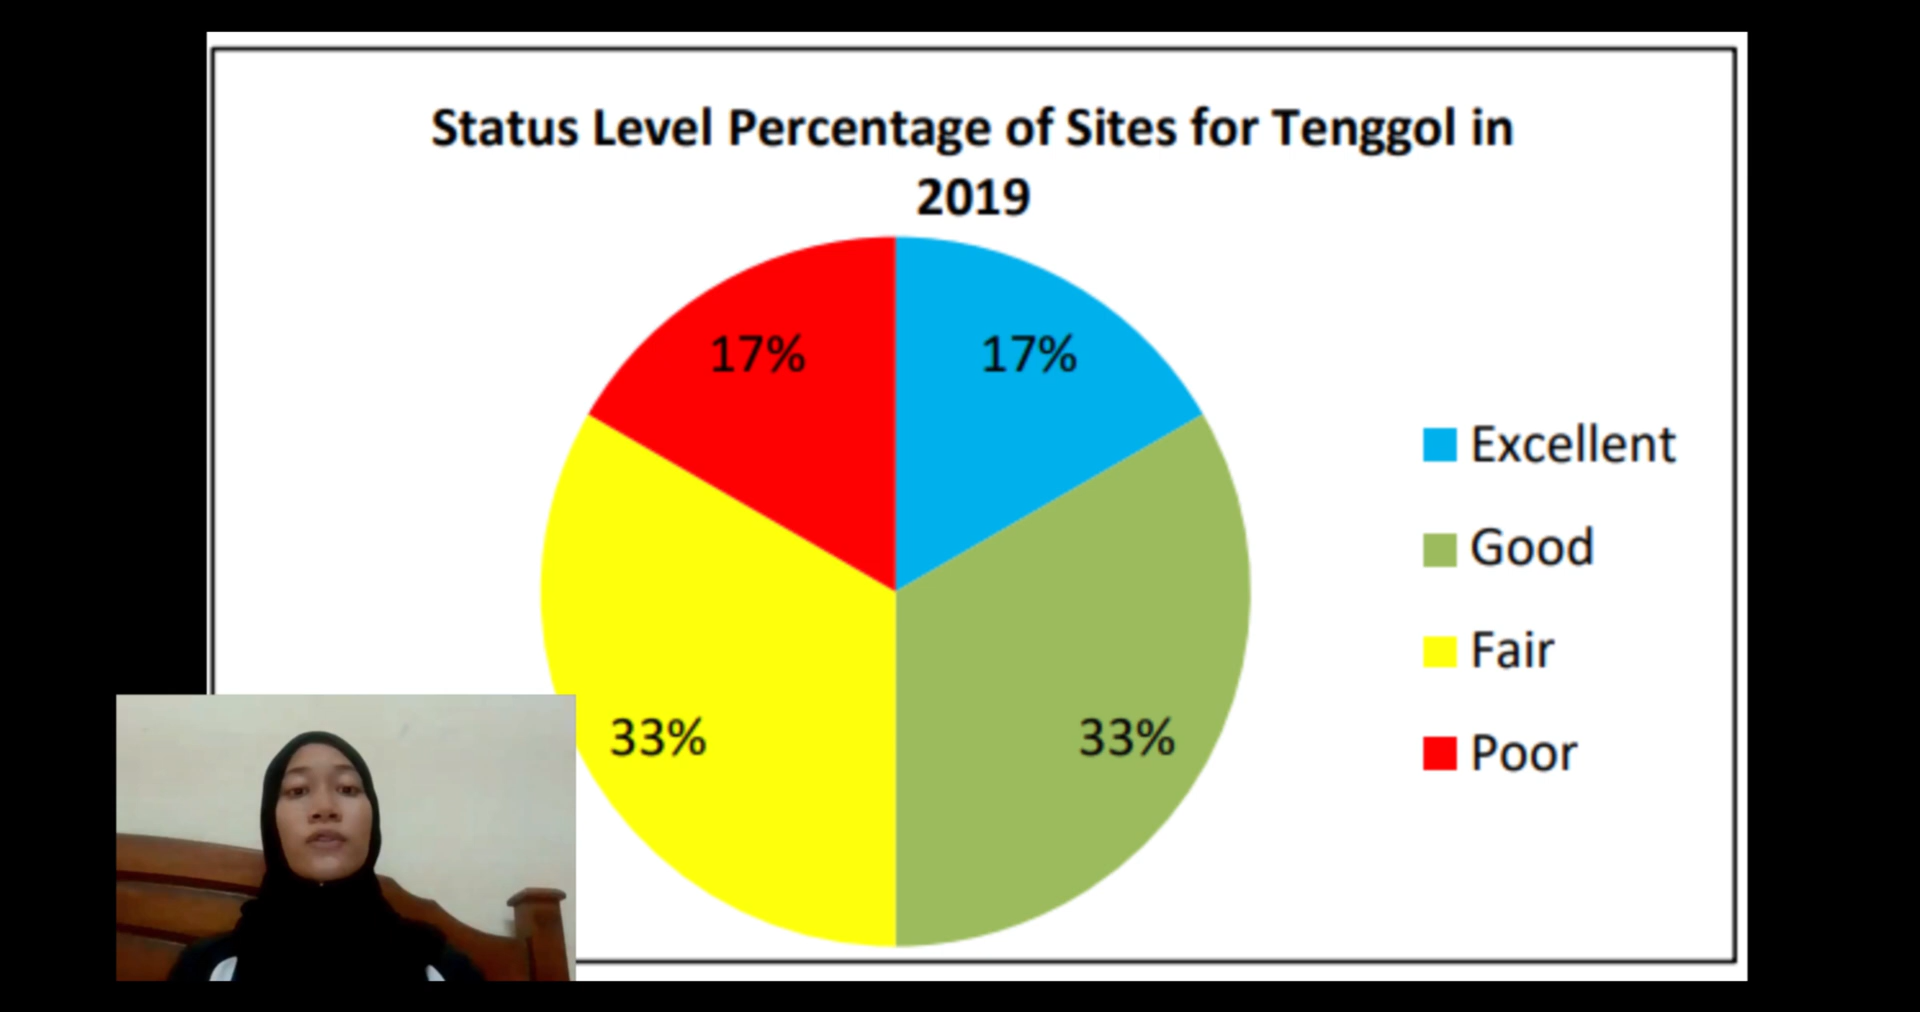 Status Level Percentage of Sites for Tenggol in
2019
17%
17%
33%
33%
Excellent
Good
Fair
Poor